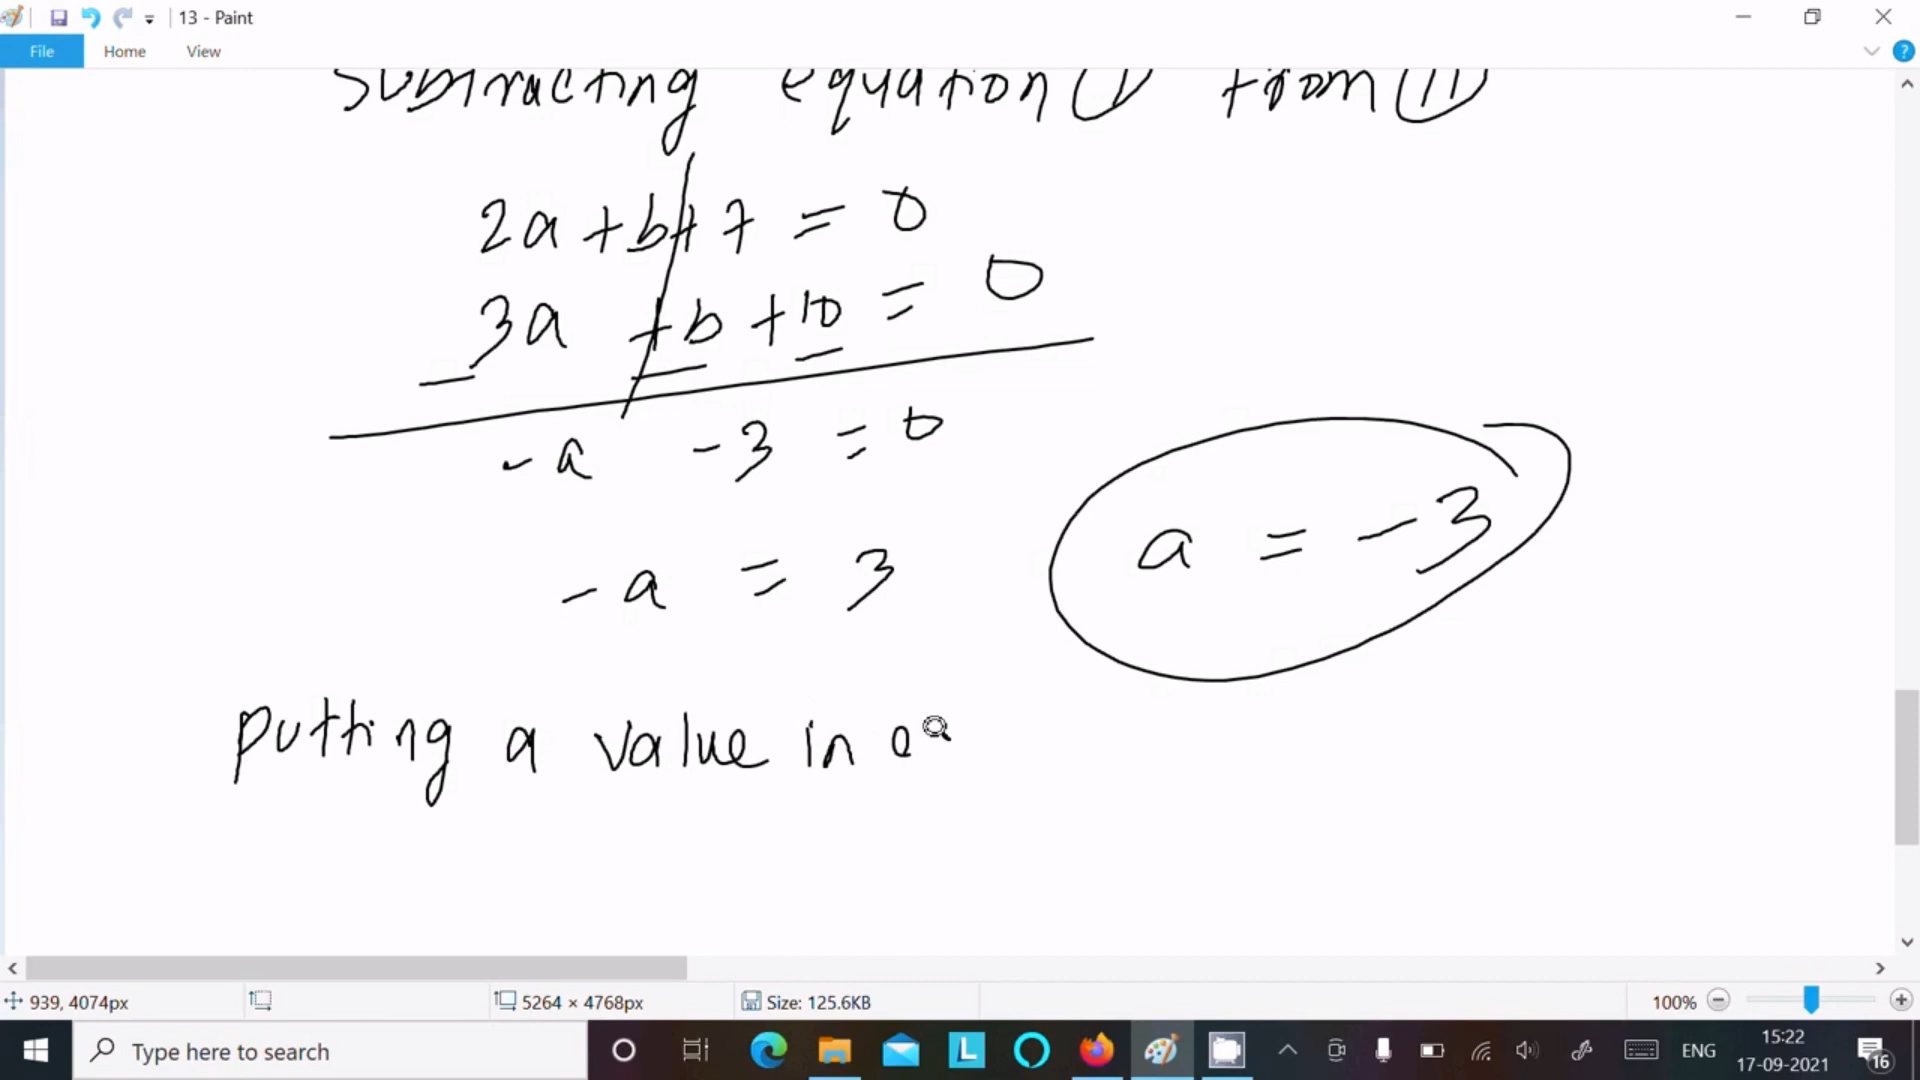 13 - Paint
File Home View
Subtracting equation (I) from (II)
2a + b + 7 = 0
3a + b + 10 = 0
- a - 3 = 0
- a = 3
a = - 3
Putting a value in
939, 4074px
5264 × 4768px
Size: 125.6KB
100%
Type here to search
L
ENG
15:22
17-09-2021
16